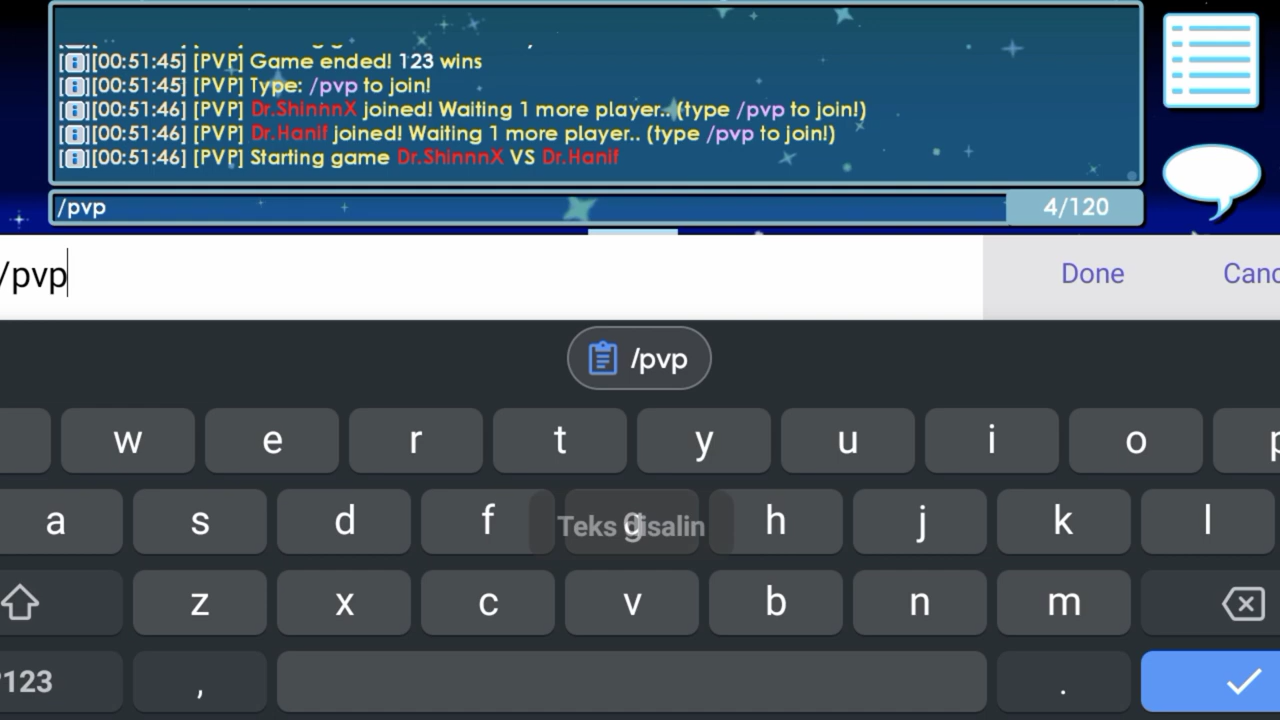 [i][00:51:45] [PVP] Game ended! 123 wins
[i][00:51:45] [PVP] Type: /pvp to join!
[i][00:51:46] [PVP] Dr.ShinnnX joined! Waiting 1 more player.. (type /pvp to join!)
[i][00:51:46] [PVP] Dr.Hanif joined! Waiting 1 more player.. (type /pvp to join!)
[i][00:51:46] [PVP] Starting game Dr.ShinnnX VS Dr.Hanif
/pvp 4/120
/pvp Done Canc
/pvp
w e r t y u i o p
a s d f g h j k l
Teks disalin
z x c v b n m
?123 , .